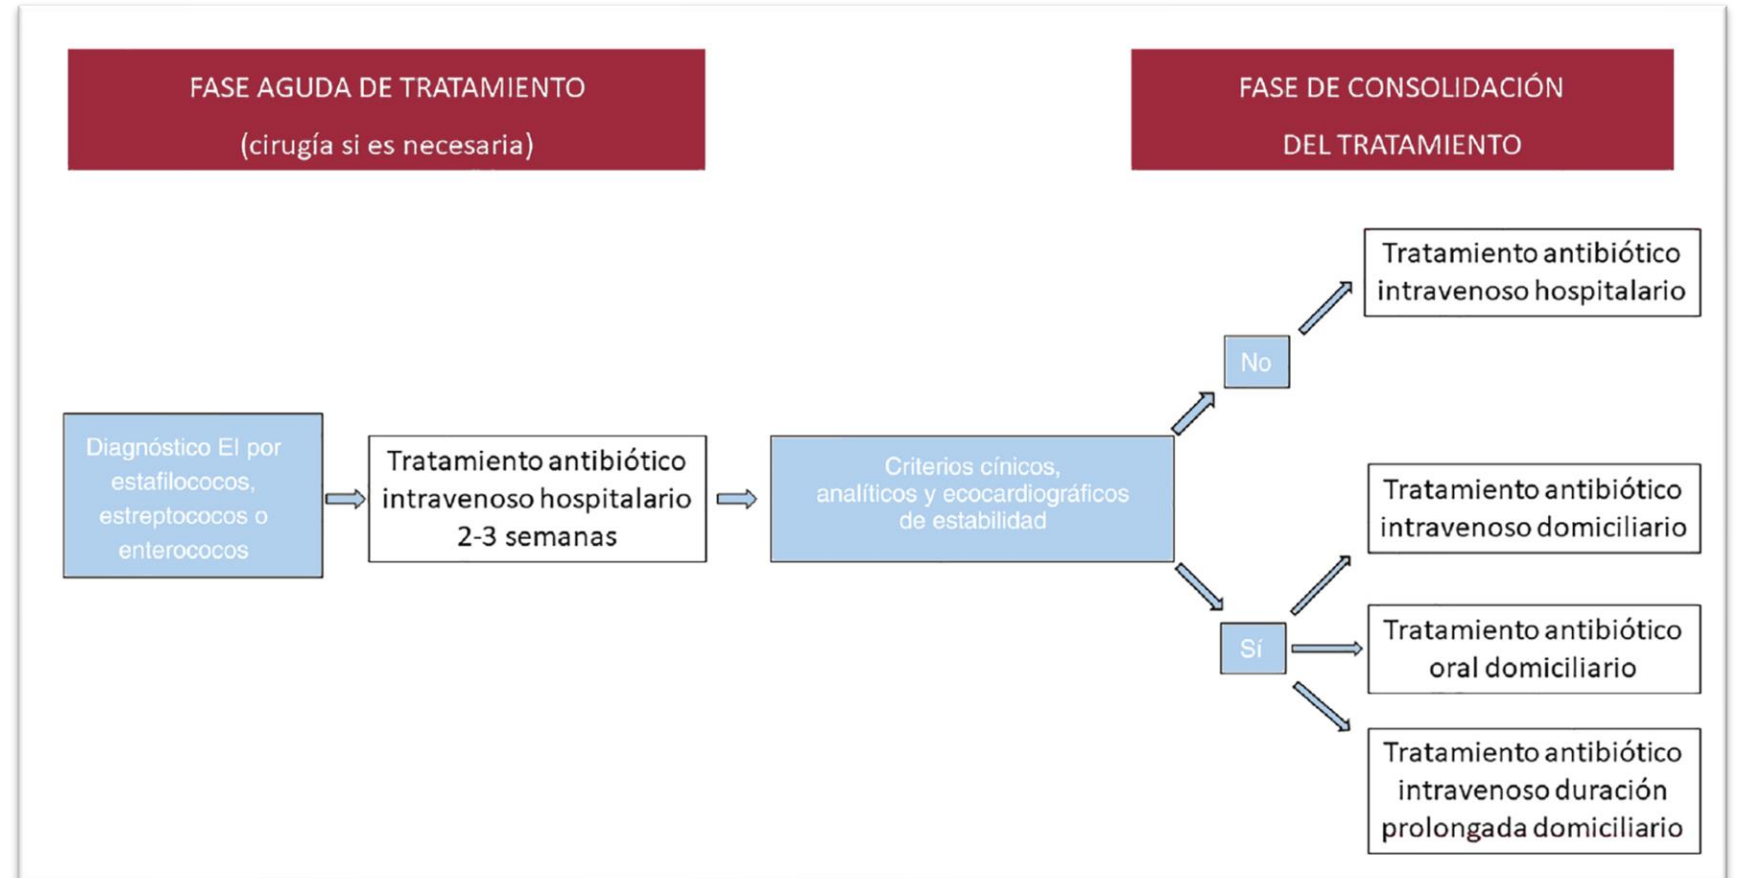 FASE AGUDA DE TRATAMIENTO
(cirugía si es necesaria)
FASE DE CONSOLIDACIÓN
DEL TRATAMIENTO
Diagnóstico EI por
estafilococos,
estreptococos o
enterococos
Tratamiento antibiótico
intravenoso hospitalario
2-3 semanas
Criterios cínicos,
analíticos y ecocardiográficos
de estabilidad
No
Tratamiento antibiótico
intravenoso hospitalario
Sí
Tratamiento antibiótico
intravenoso domiciliario
Tratamiento antibiótico
oral domiciliario
Tratamiento antibiótico
intravenoso duración
prolongada domiciliario